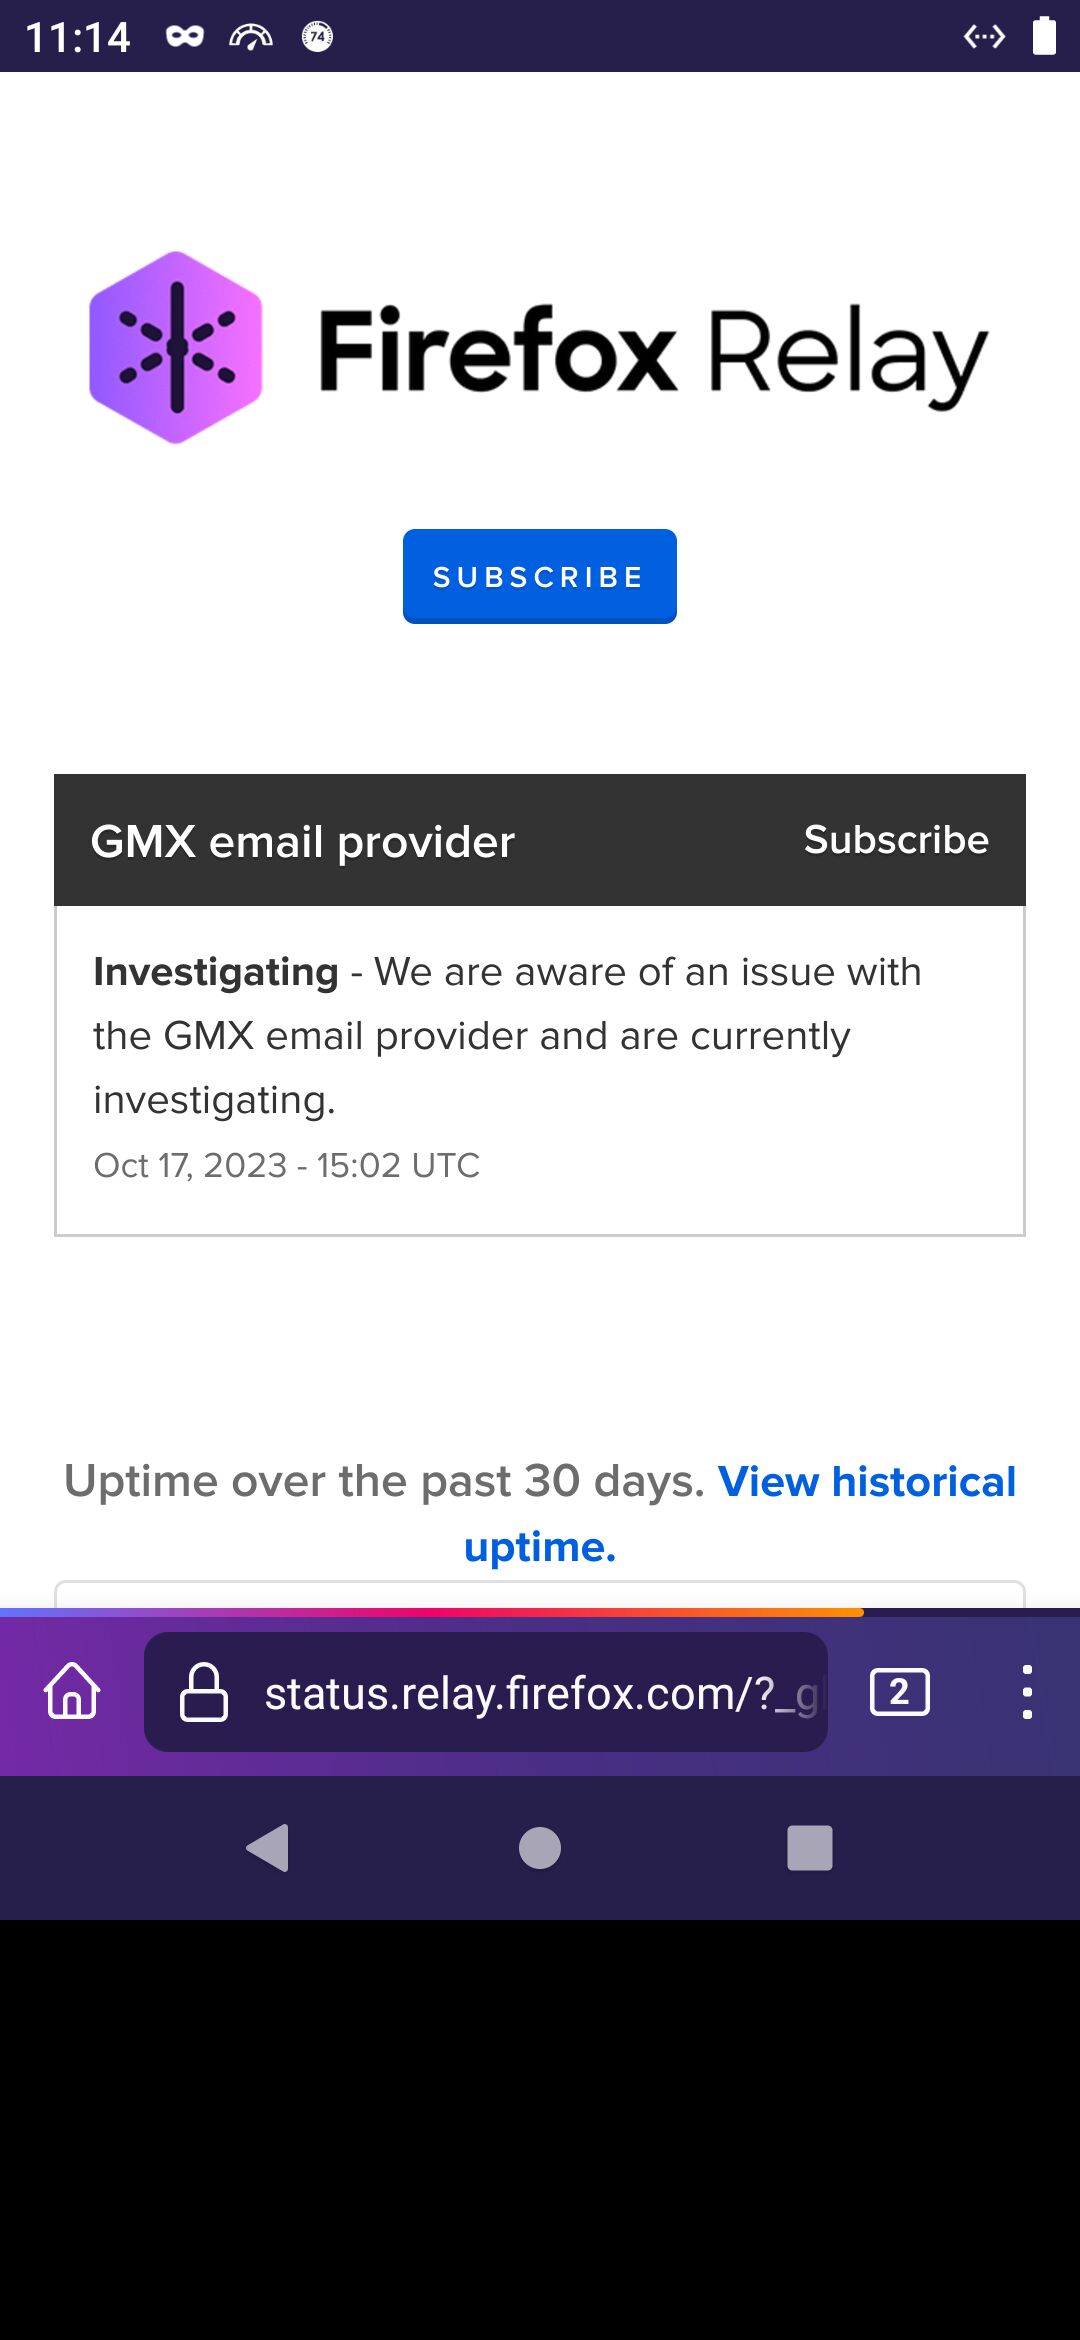 11:14
74
Firefox Relay
SUBSCRIBE
GMX email provider
Subscribe
Investigating - We are aware of an issue with
the GMX email provider and are currently
investigating.
Oct 17, 2023 - 15:02 UTC
Uptime over the past 30 days. View historical
uptime.
status.relay.firefox.com/?_g
2